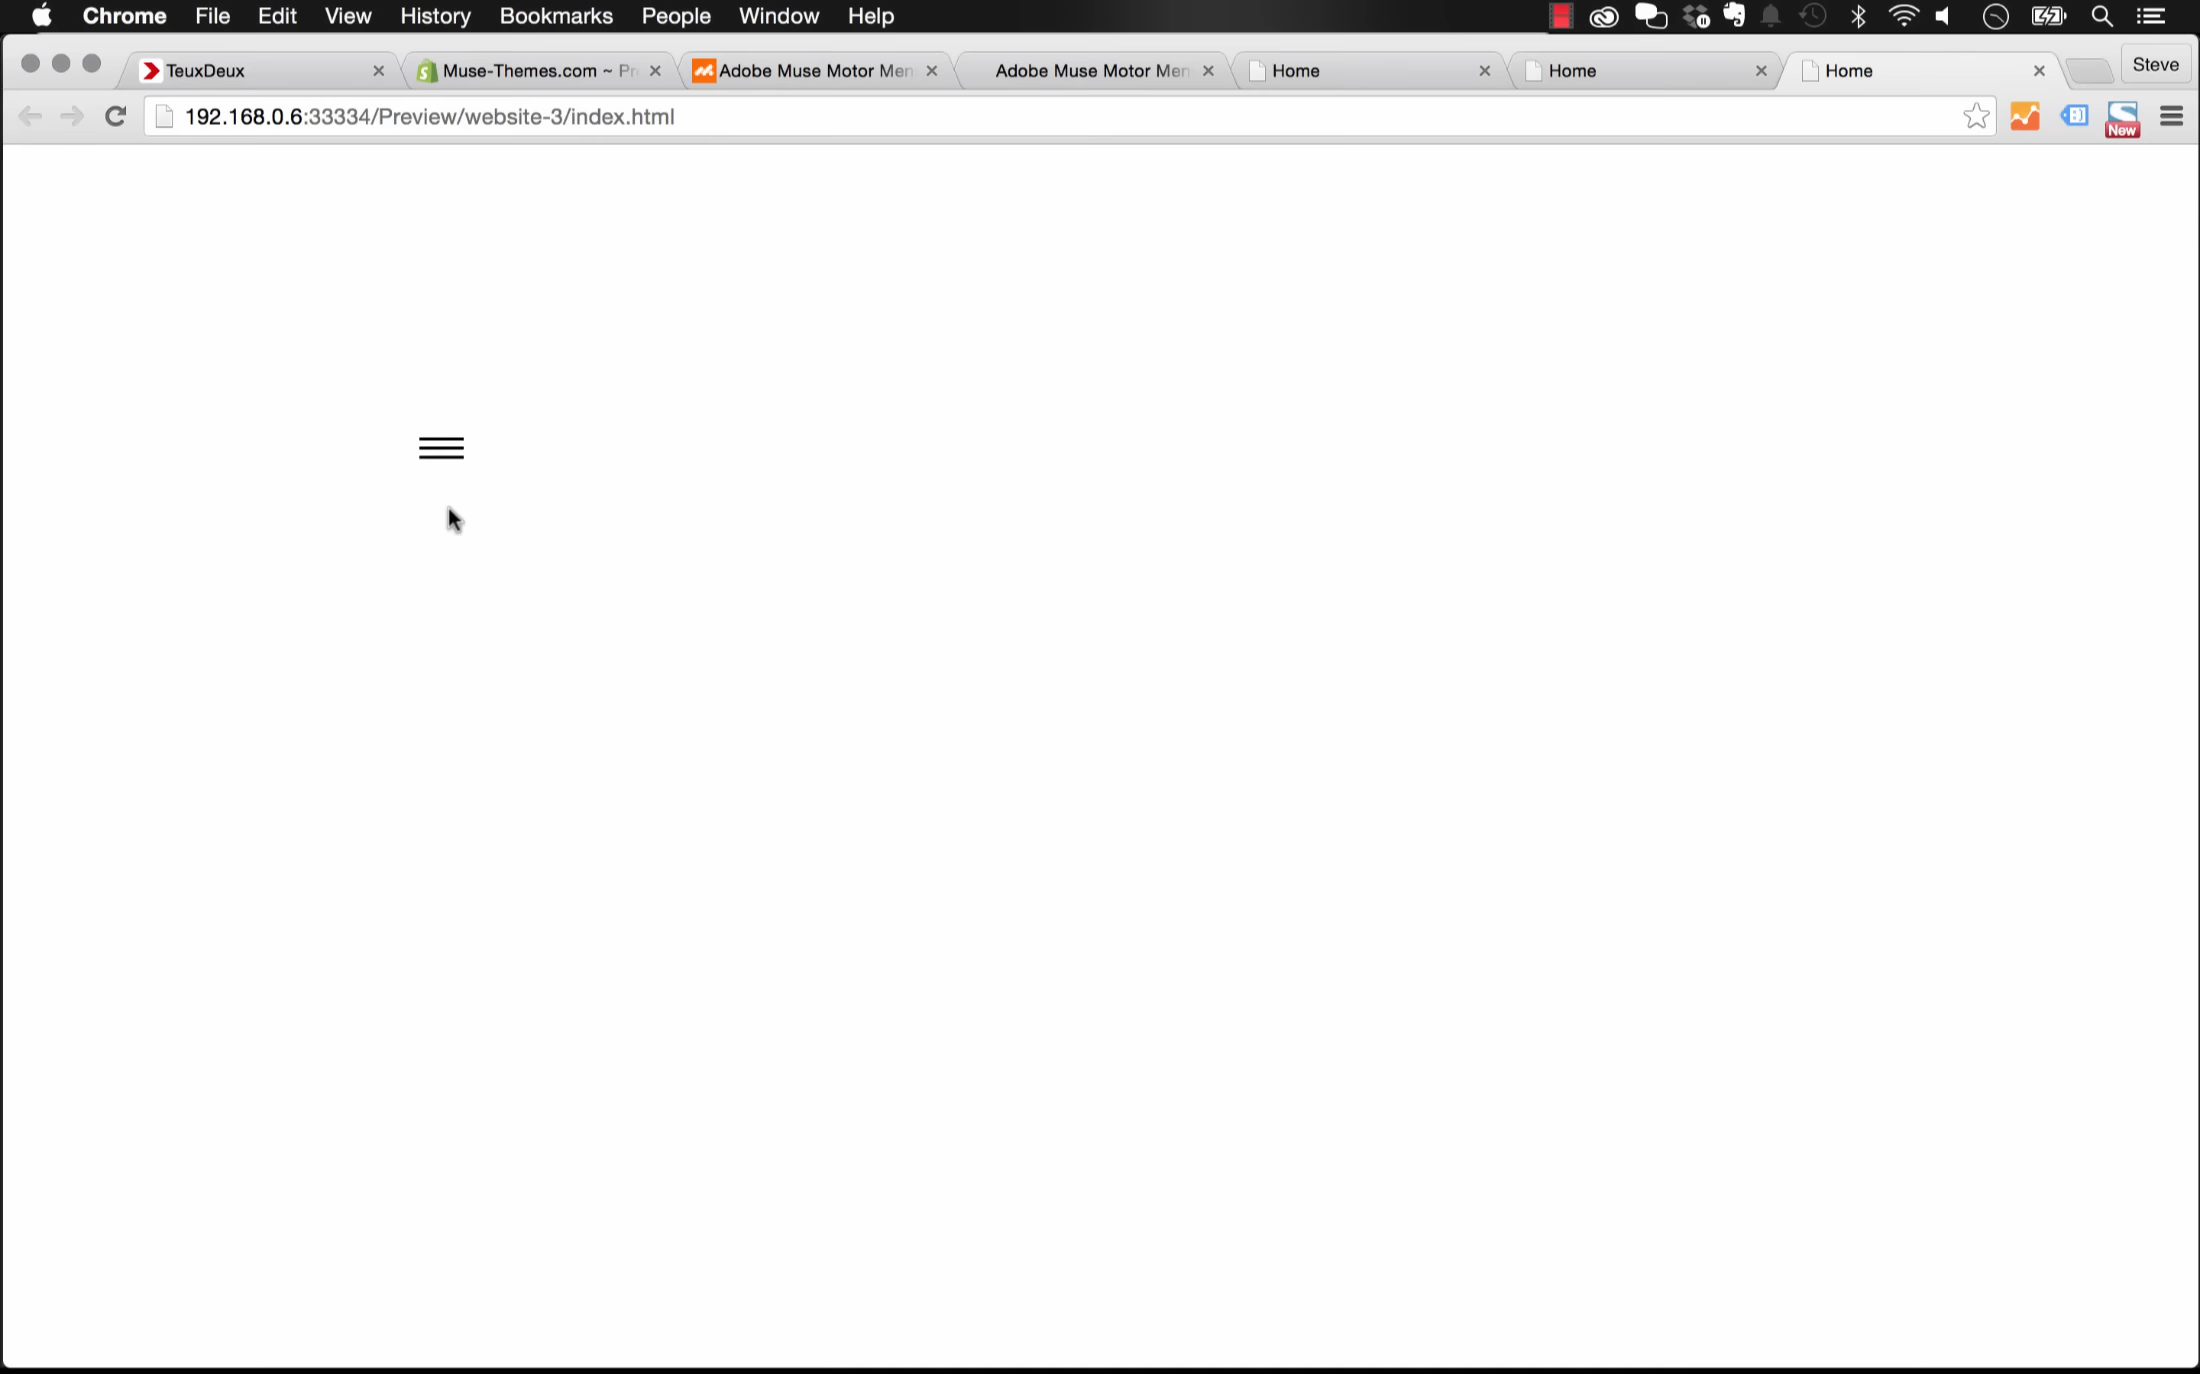 Chrome File Edit View History Bookmarks People Window Help
TeuxDeux Muse-Themes.com ~ Pr Adobe Muse Motor Men Adobe Muse Motor Men Home Home Home Steve
192.168.0.6:33334/Preview/website-3/index.html
New